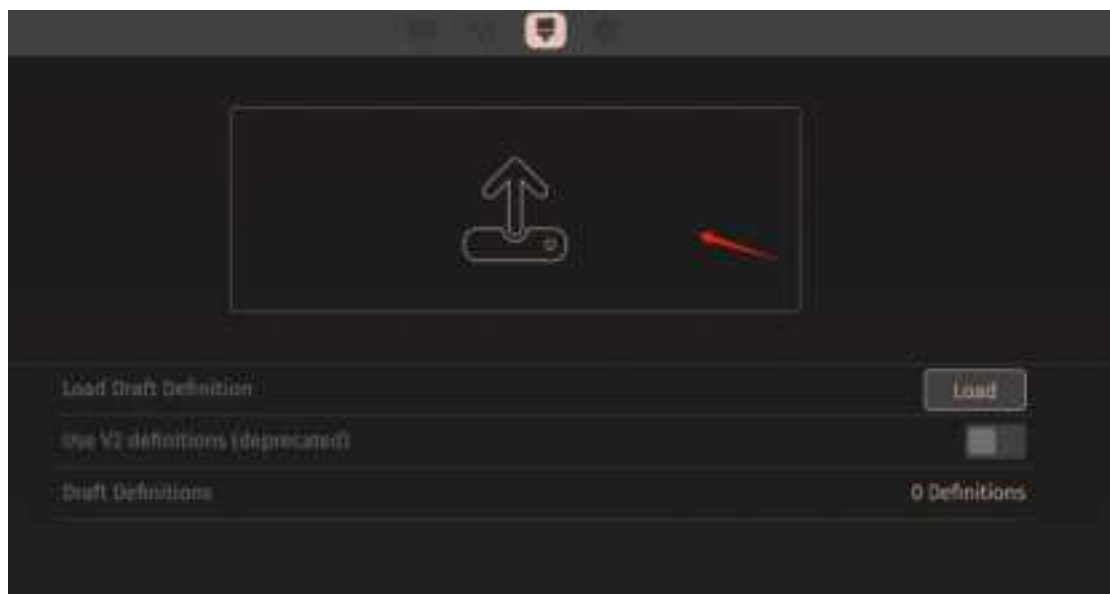 Load Draft Definition
Load
Use V2 definitions (deprecated)
Draft Definitions
0 Definitions